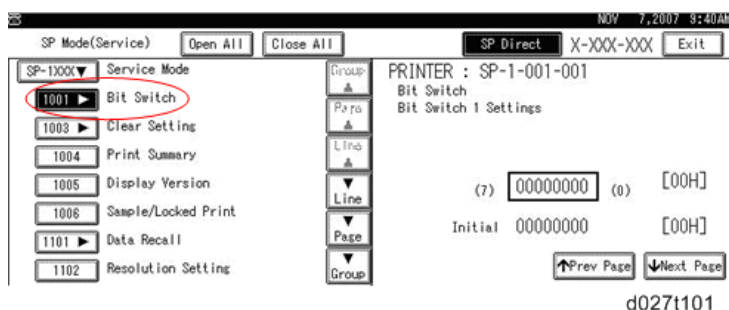 NOV 7,2007 9:40AM
SP Mode(Service) Open All Close All SP Direct X-XXX-XXX Exit
SP-1XXX▼ Service Mode
1001 ▶ Bit Switch
1003 ▶ Clear Setting
1004 Print Summary
1005 Display Version
1006 Sample/Locked Print
1101 ▶ Data Recall
1102 Resolution Setting
Group
Page
Line
Line
Page
Group
PRINTER : SP-1-001-001
Bit Switch
Bit Switch 1 Settings
(7) 00000000 (0) [00H]
Initial 00000000 [00H]
↑Prev Page ↓Next Page
d027t101